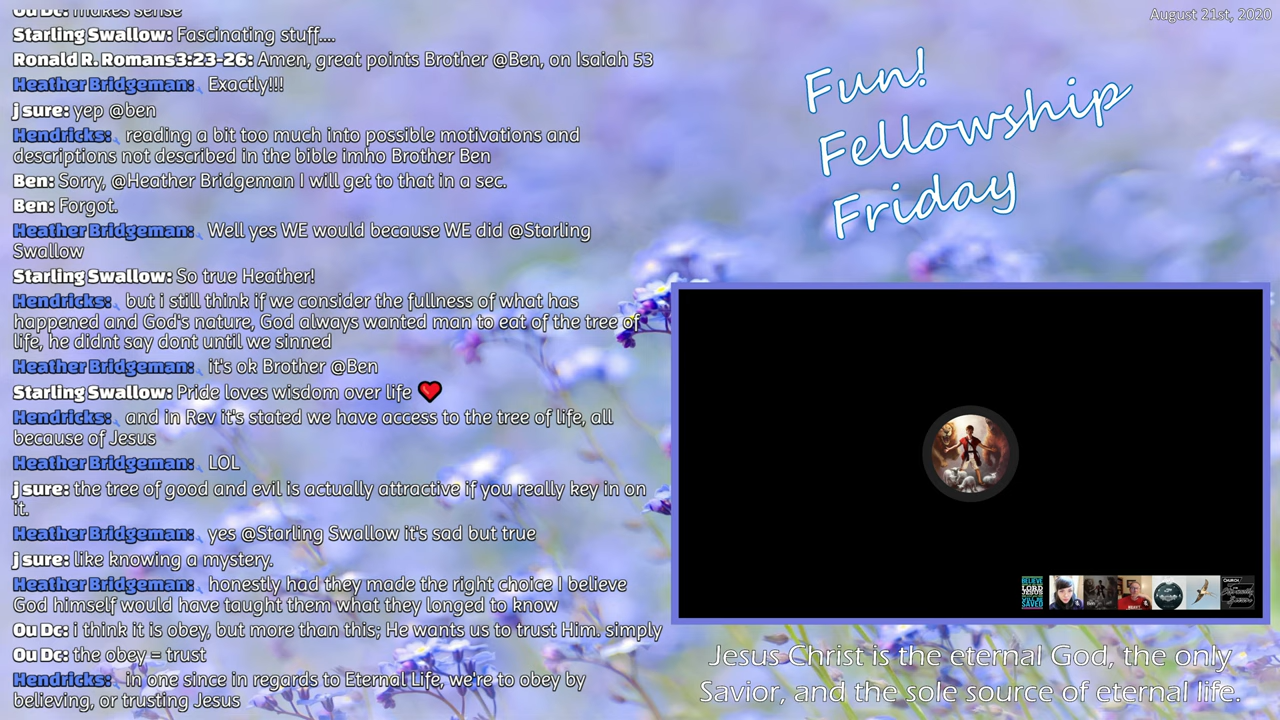 Ou Dc: makes sense
Starling Swallow: Fascinating stuff....
Ronald R. Romans3:23-26: Amen, great points Brother @Ben, on Isaiah 53
Heather Bridgeman: Exactly!!!
j sure: yep @ben
Hendricks: reading a bit too much into possible motivations and
descriptions not described in the bible imho Brother Ben
Ben: Sorry, @Heather Bridgeman I will get to that in a sec.
Ben: Forgot.
Heather Bridgeman: Well yes WE would because WE did @Starling
Swallow
Starling Swallow: So true Heather!
Hendricks: but i still think if we consider the fullness of what has
happened and God's nature, God always wanted man to eat of the tree of
life, he didnt say dont until we sinned
Heather Bridgeman: it's ok Brother @Ben
Starling Swallow: Pride loves wisdom over life ❤
Hendricks: and in Rev it's stated we have access to the tree of life, all
because of Jesus
Heather Bridgeman: LOL
j sure: the tree of good and evil is actually attractive if you really key in on
it.
Heather Bridgeman: yes @Starling Swallow it's sad but true
j sure: like knowing a mystery.
Heather Bridgeman: honestly had they made the right choice I believe
God himself would have taught them what they longed to know
Ou Dc: i think it is obey, but more than this; He wants us to trust Him. simply
Ou Dc: the obey = trust
Hendricks: in one since in regards to Eternal Life, we're to obey by
believing, or trusting Jesus
August 21st, 2020
Fun!
Fellowship
Friday
BELIEVE
LORD
SAVED
CHURCH
Jesus Christ is the eternal God, the only
Savior, and the sole source of eternal life.